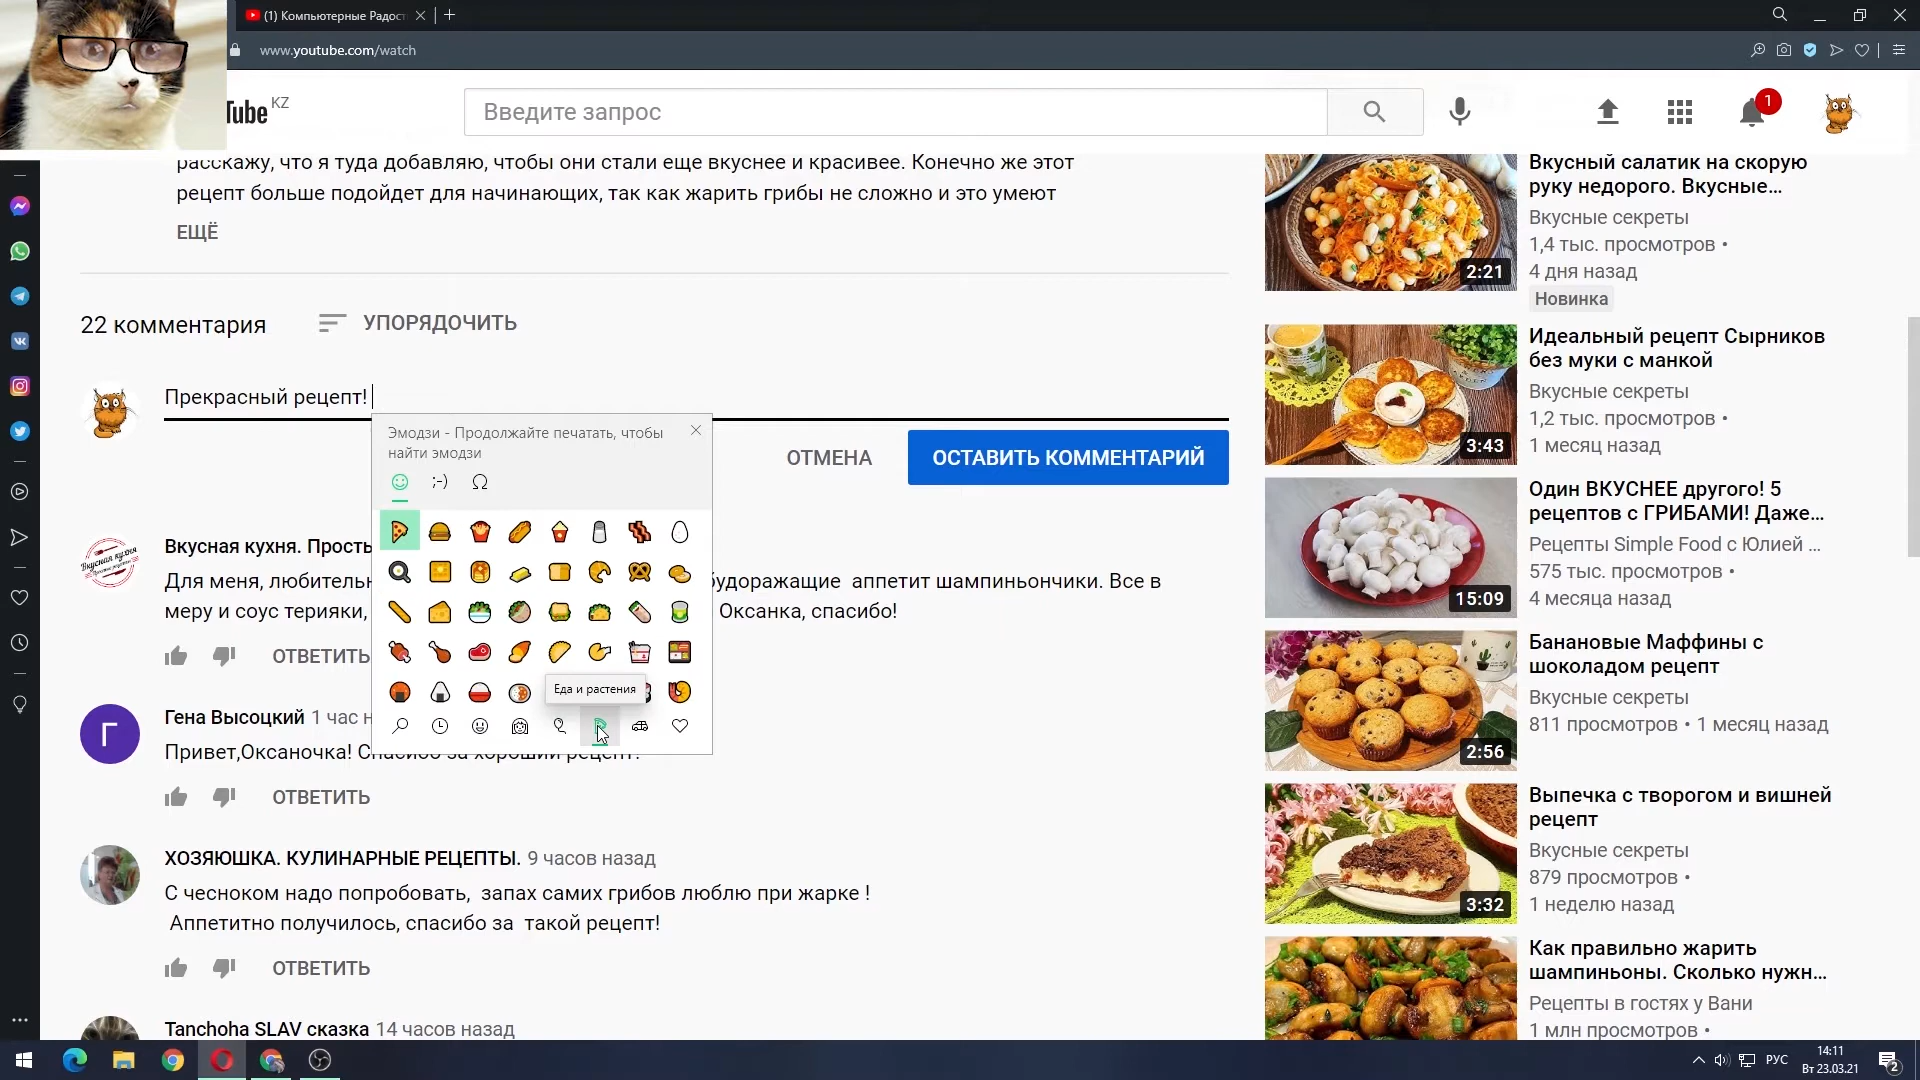 (1) Компьютерные Радост
www.youtube.com/watch
Tube KZ
Введите запрос
1
расскажу, что я туда добавляю, чтобы они стали еще вкуснее и красивее. Конечно же этот
рецепт больше подойдет для начинающих, так как жарить грибы не сложно и это умеют
ЕЩЁ
22 комментария
УПОРЯДОЧИТЬ
Прекрасный рецепт!
Эмодзи - Продолжайте печатать, чтобы
найти эмодзи
;-)
Ω
Еда и растения
ОТМЕНА
ОСТАВИТЬ КОММЕНТАРИЙ
Вкусная кухня
Вкусная кухня. Просты
Для меня, любительн будоражащие аппетит шампиньончики. Все в
меру и соус терияки, Оксанка, спасибо!
ОТВЕТИТЬ
Г
Гена Высоцкий 1 час н
Привет,Оксаночка! Спасибо за хороший рецепт!
ОТВЕТИТЬ
ХОЗЯЮШКА. КУЛИНАРНЫЕ РЕЦЕПТЫ. 9 часов назад
С чесноком надо попробовать, запах самих грибов люблю при жарке !
Аппетитно получилось, спасибо за такой рецепт!
ОТВЕТИТЬ
Tanchoha SLAV сказка 14 часов назад
Вкусный салатик на скорую
руку недорого. Вкусные…
Вкусные секреты
1,4 тыс. просмотров •
4 дня назад
Новинка
2:21
Идеальный рецепт Сырников
без муки с манкой
Вкусные секреты
1,2 тыс. просмотров •
1 месяц назад
3:43
Один ВКУСНЕЕ другого! 5
рецептов с ГРИБАМИ! Даже…
Рецепты Simple Food с Юлией …
575 тыс. просмотров •
4 месяца назад
15:09
Банановые Маффины с
шоколадом рецепт
Вкусные секреты
811 просмотров • 1 месяц назад
2:56
Выпечка с творогом и вишней
рецепт
Вкусные секреты
879 просмотров •
1 неделю назад
3:32
Как правильно жарить
шампиньоны. Сколько нужн…
Рецепты в гостях у Вани
1 млн просмотров •
РУС
14:11
Вт 23.03.21
2